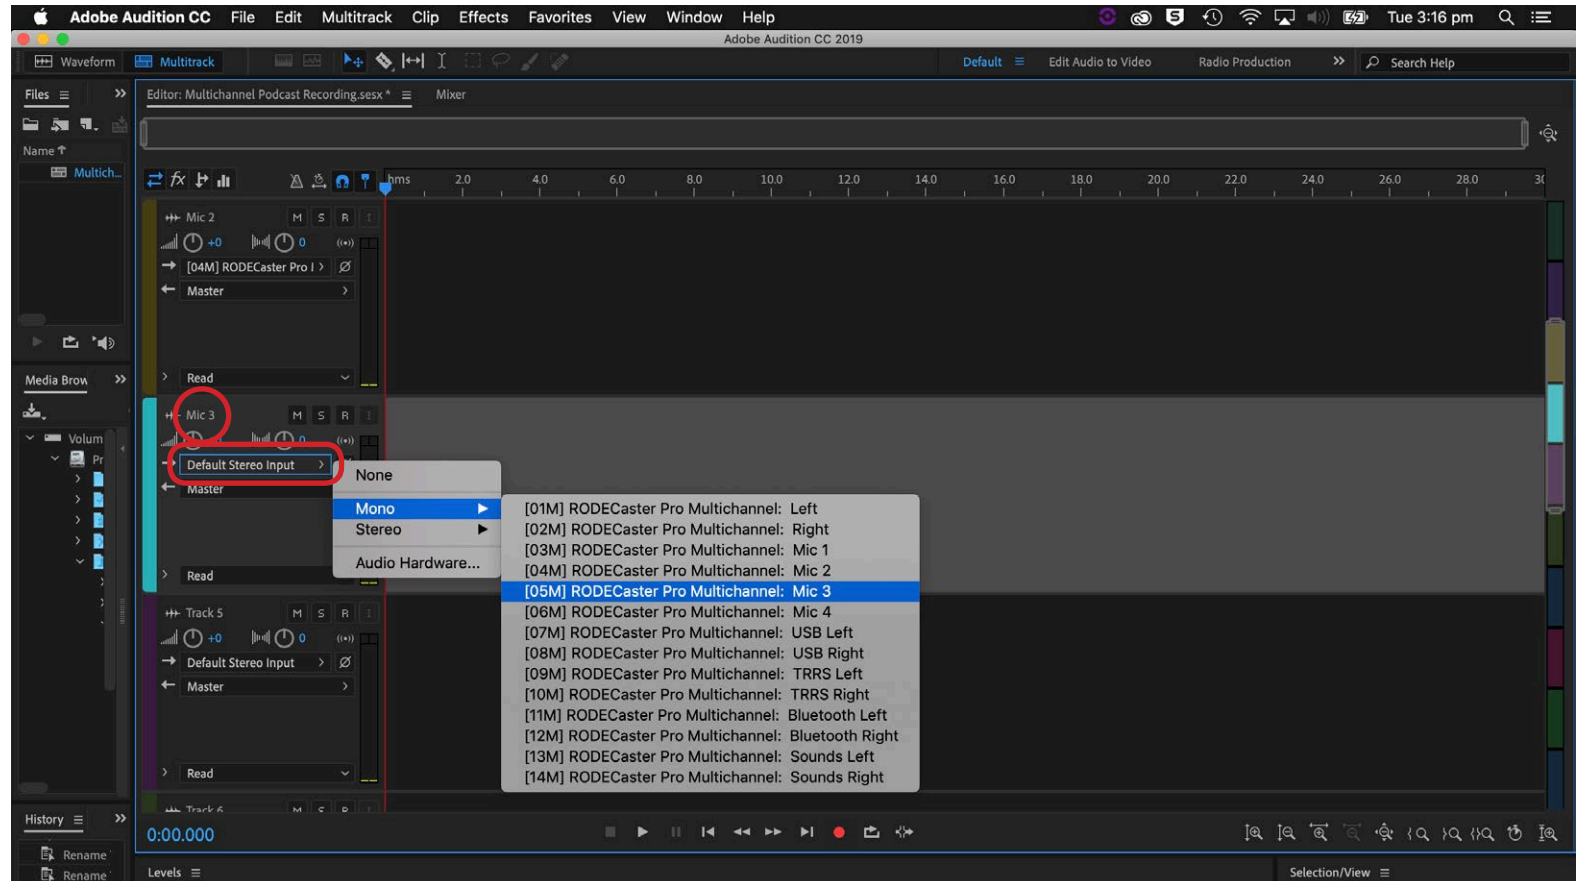 Adobe Audition CC File Edit Multitrack Clip Effects Favorites View Window Help Tue 3:16 pm
Adobe Audition CC 2019
Waveform Multitrack Default Edit Audio to Video Radio Production >> Search Help
Files >> Editor: Multichannel Podcast Recording.sesx * Mixer
Name
Multich...
hms 2.0 4.0 6.0 8.0 10.0 12.0 14.0 16.0 18.0 20.0 22.0 24.0 26.0 28.0
Mic 2 M S R I
+0 0
[04M] RODECaster Pro I >
Master >
Read
Media Brow >>
Mic 3 M S R I
Volum
Default Stereo Input >
Pr
Master
None
Mono
Stereo
Audio Hardware...
Read
[01M] RODECaster Pro Multichannel: Left
[02M] RODECaster Pro Multichannel: Right
[03M] RODECaster Pro Multichannel: Mic 1
[04M] RODECaster Pro Multichannel: Mic 2
[05M] RODECaster Pro Multichannel: Mic 3
[06M] RODECaster Pro Multichannel: Mic 4
[07M] RODECaster Pro Multichannel: USB Left
[08M] RODECaster Pro Multichannel: USB Right
[09M] RODECaster Pro Multichannel: TRRS Left
[10M] RODECaster Pro Multichannel: TRRS Right
[11M] RODECaster Pro Multichannel: Bluetooth Left
[12M] RODECaster Pro Multichannel: Bluetooth Right
[13M] RODECaster Pro Multichannel: Sounds Left
[14M] RODECaster Pro Multichannel: Sounds Right
Track 5 M S R I
+0 0
Default Stereo Input >
Master >
Read
Track 6 M S R
History >>
0:00.000
Rename
Rename
Levels
Selection/View